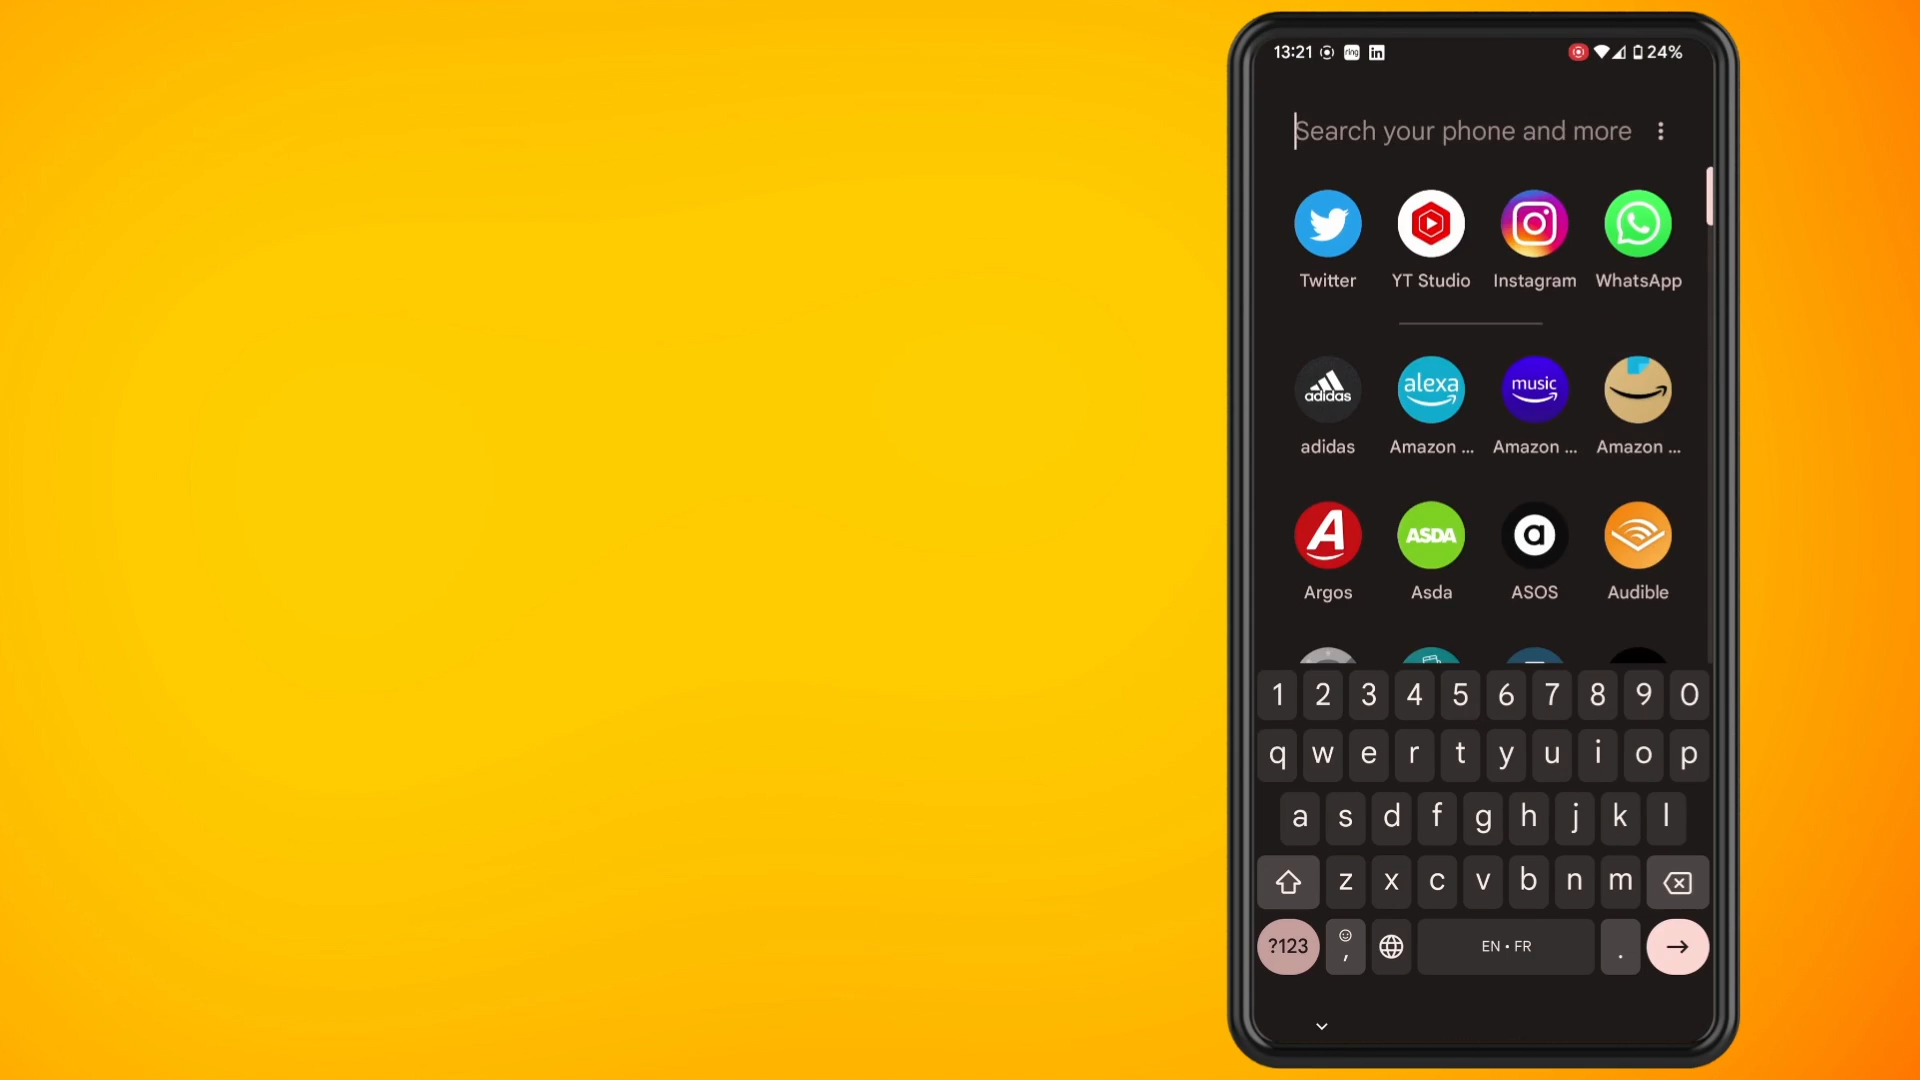 13:21 ring in 24%
Search your phone and more
Twitter YT Studio Instagram WhatsApp
adidas alexa music
adidas Amazon ... Amazon ... Amazon ...
A ASDA a
Argos Asda ASOS Audible
1 2 3 4 5 6 7 8 9 0
q w e r t y u i o p
a s d f g h j k l
z x c v b n m
?123 , EN • FR .